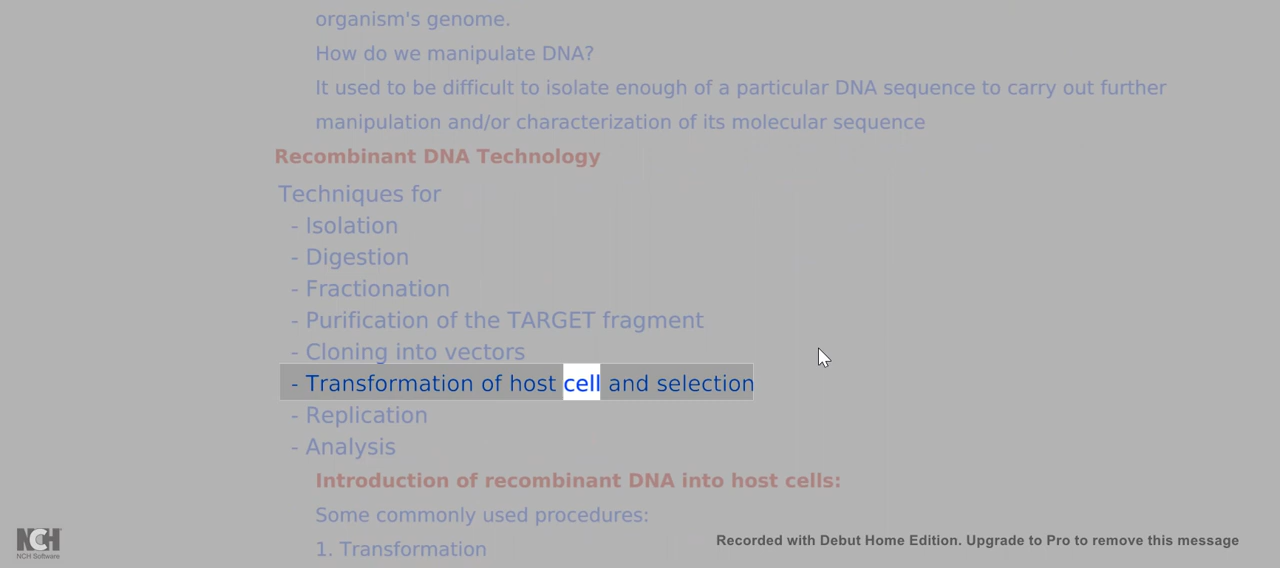 organism's genome.
How do we manipulate DNA?
It used to be difficult to isolate enough of a particular DNA sequence to carry out further
manipulation and/or characterization of its molecular sequence
Recombinant DNA Technology
Techniques for
- Isolation
- Digestion
- Fractionation
- Purification of the TARGET fragment
- Cloning into vectors
- Transformation of host cell and selection
- Replication
- Analysis
Introduction of recombinant DNA into host cells:
Some commonly used procedures:
1. Transformation
NCH
NCH Software
Recorded with Debut Home Edition. Upgrade to Pro to remove this message